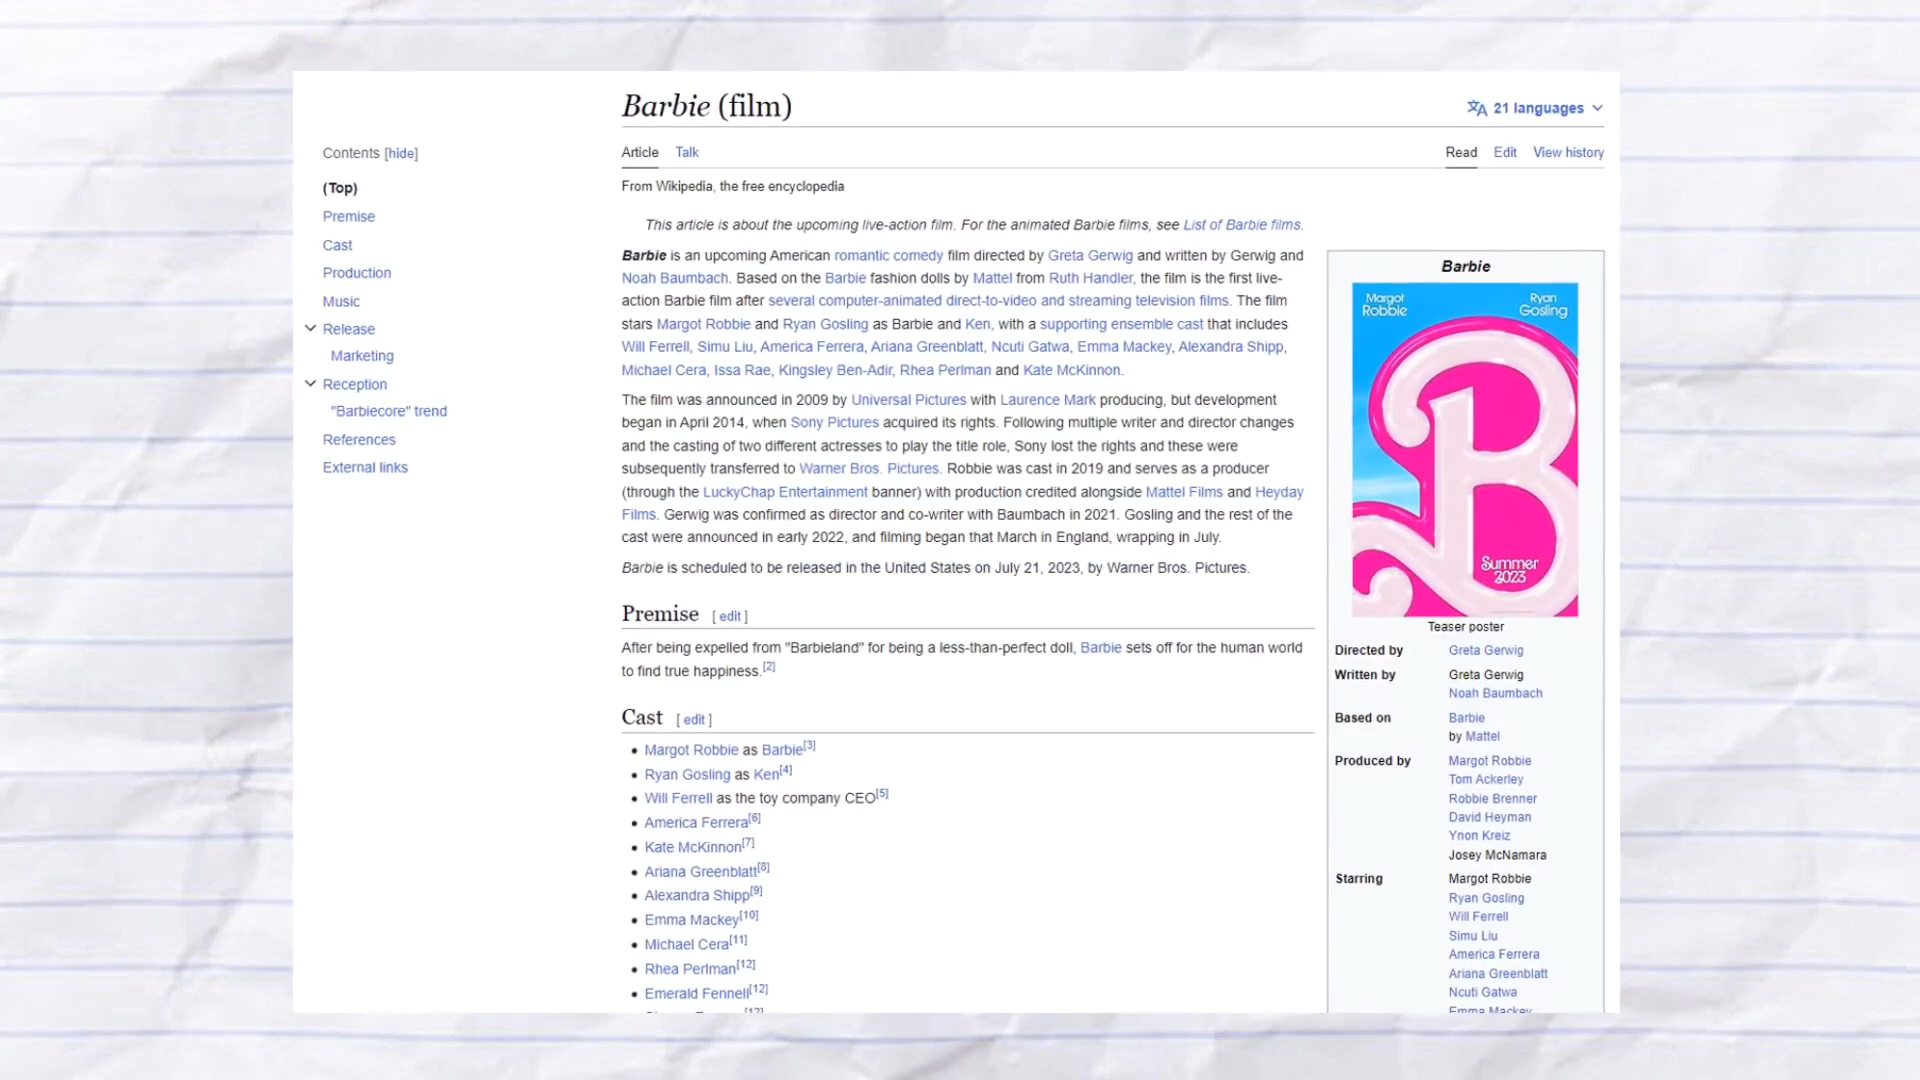 Barbie (film)
21 languages
Contents [hide]
(Top)
Premise
Cast
Production
Music
Release
Marketing
Reception
"Barbiecore" trend
References
External links
Article Talk
Read Edit View history
From Wikipedia, the free encyclopedia
This article is about the upcoming live-action film. For the animated Barbie films, see List of Barbie films.
Barbie is an upcoming American romantic comedy film directed by Greta Gerwig and written by Gerwig and
Noah Baumbach. Based on the Barbie fashion dolls by Mattel from Ruth Handler, the film is the first live-
action Barbie film after several computer-animated direct-to-video and streaming television films. The film
stars Margot Robbie and Ryan Gosling as Barbie and Ken, with a supporting ensemble cast that includes
Will Ferrell, Simu Liu, America Ferrera, Ariana Greenblatt, Ncuti Gatwa, Emma Mackey, Alexandra Shipp,
Michael Cera, Issa Rae, Kingsley Ben-Adir, Rhea Perlman and Kate McKinnon.
The film was announced in 2009 by Universal Pictures with Laurence Mark producing, but development
began in April 2014, when Sony Pictures acquired its rights. Following multiple writer and director changes
and the casting of two different actresses to play the title role, Sony lost the rights and these were
subsequently transferred to Warner Bros. Pictures. Robbie was cast in 2019 and serves as a producer
(through the LuckyChap Entertainment banner) with production credited alongside Mattel Films and Heyday
Films. Gerwig was confirmed as director and co-writer with Baumbach in 2021. Gosling and the rest of the
cast were announced in early 2022, and filming began that March in England, wrapping in July.
Barbie is scheduled to be released in the United States on July 21, 2023, by Warner Bros. Pictures.
Premise [ edit ]
After being expelled from "Barbieland" for being a less-than-perfect doll, Barbie sets off for the human world
to find true happiness.[2]
Cast [ edit ]
Margot Robbie as Barbie[3]
Ryan Gosling as Ken[4]
Will Ferrell as the toy company CEO[5]
America Ferrera[6]
Kate McKinnon[7]
Ariana Greenblatt[8]
Alexandra Shipp[9]
Emma Mackey[10]
Michael Cera[11]
Rhea Perlman[12]
Emerald Fennell[12]
Barbie
Margot
Robbie
Ryan
Gosling
B
Summer
2023
Teaser poster
Directed by Greta Gerwig
Written by Greta Gerwig
Noah Baumbach
Based on Barbie
by Mattel
Produced by Margot Robbie
Tom Ackerley
Robbie Brenner
David Heyman
Ynon Kreiz
Josey McNamara
Starring Margot Robbie
Ryan Gosling
Will Ferrell
Simu Liu
America Ferrera
Ariana Greenblatt
Ncuti Gatwa
Emma Mackey